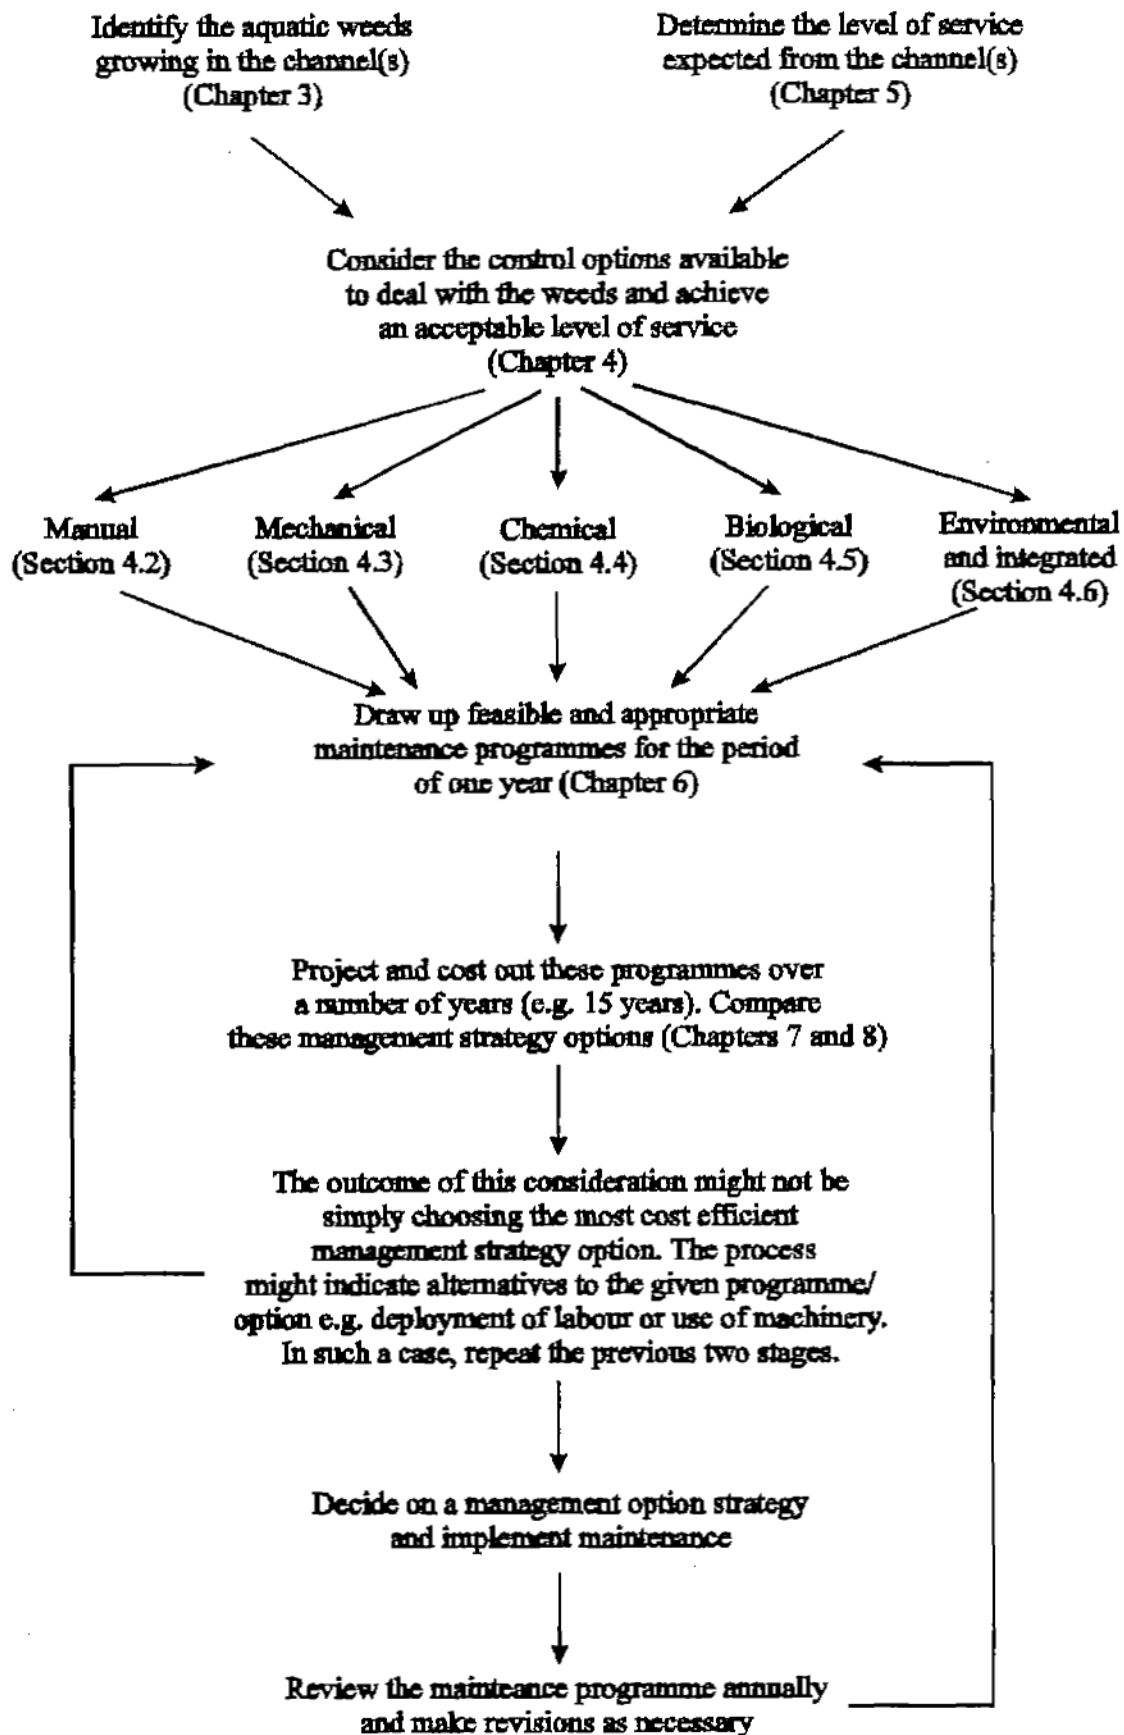 Identify the aquatic weeds
growing in the channel(s)
(Chapter 3)
Determine the level of service
expected from the channel(s)
(Chapter 5)
Consider the control options available
to deal with the weeds and achieve
an acceptable level of service
(Chapter 4)
Manual
(Section 4.2)
Mechanical
(Section 4.3)
Chemical
(Section 4.4)
Biological
(Section 4.5)
Environmental
and integrated
(Section 4.6)
Draw up feasible and appropriate
maintenance programmes for the period
of one year (Chapter 6)
Project and cost out these programmes over
a number of years (e.g. 15 years). Compare
these management strategy options (Chapters 7 and 8)
The outcome of this consideration might not be
simply choosing the most cost efficient
management strategy option. The process
might indicate alternatives to the given programme/
option e.g. deployment of labour or use of machinery.
In such a case, repeat the previous two stages.
Decide on a management option strategy
and implement maintenance
Review the mainteance programme annually
and make revisions as necessary